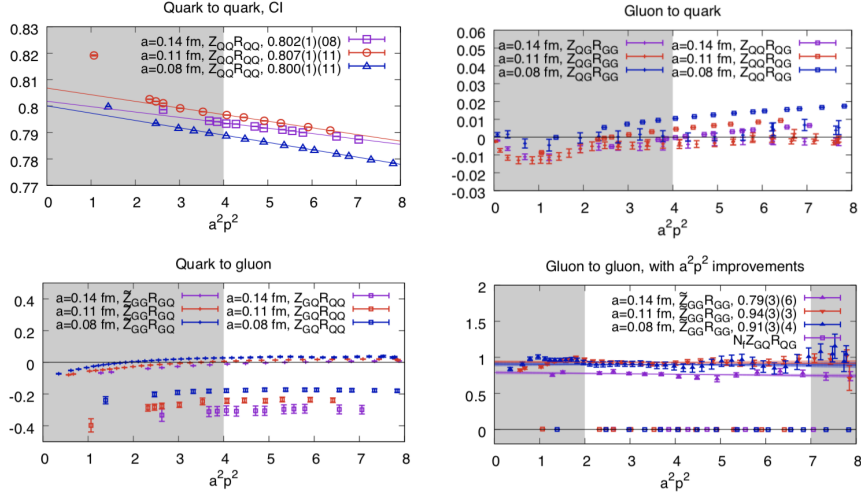 Quark to quark, CI
0.83
0.82
0.81
0.8
0.79
0.78
0.77
a=0.14 fm, Z_QQR_QQ, 0.802(1)(08)
a=0.11 fm, Z_QQR_QQ, 0.807(1)(11)
a=0.08 fm, Z_QQR_QQ, 0.800(1)(11)
0 1 2 3 4 5 6 7 8
a²p²
Gluon to quark
0.06
0.05
0.04
0.03
0.02
0.01
0
-0.01
-0.02
-0.03
a=0.14 fm, Z_QGR_GG
a=0.11 fm, Z_QGR_GG
a=0.08 fm, Z_QGR_GG
a=0.14 fm, Z_QQR_QG
a=0.11 fm, Z_QQR_QG
a=0.08 fm, Z_QQR_QG
0 1 2 3 4 5 6 7 8
a²p²
Quark to gluon
0.4
0.2
0
-0.2
-0.4
a=0.14 fm, Z̃_GGR_GQ
a=0.11 fm, Z̃_GGR_GQ
a=0.08 fm, Z̃_GGR_GQ
a=0.14 fm, Z_GQR_QQ
a=0.11 fm, Z_GQR_QQ
a=0.08 fm, Z_GQR_QQ
0 1 2 3 4 5 6 7 8
a²p²
Gluon to gluon, with a²p² improvements
2
1.5
1
0.5
0
a=0.14 fm, Z̃_GGR_GG, 0.79(3)(6)
a=0.11 fm, Z̃_GGR_GG, 0.94(3)(3)
a=0.08 fm, Z̃_GGR_GG, 0.91(3)(4)
N_fZ_GQR_QG
0 1 2 3 4 5 6 7 8
a²p²